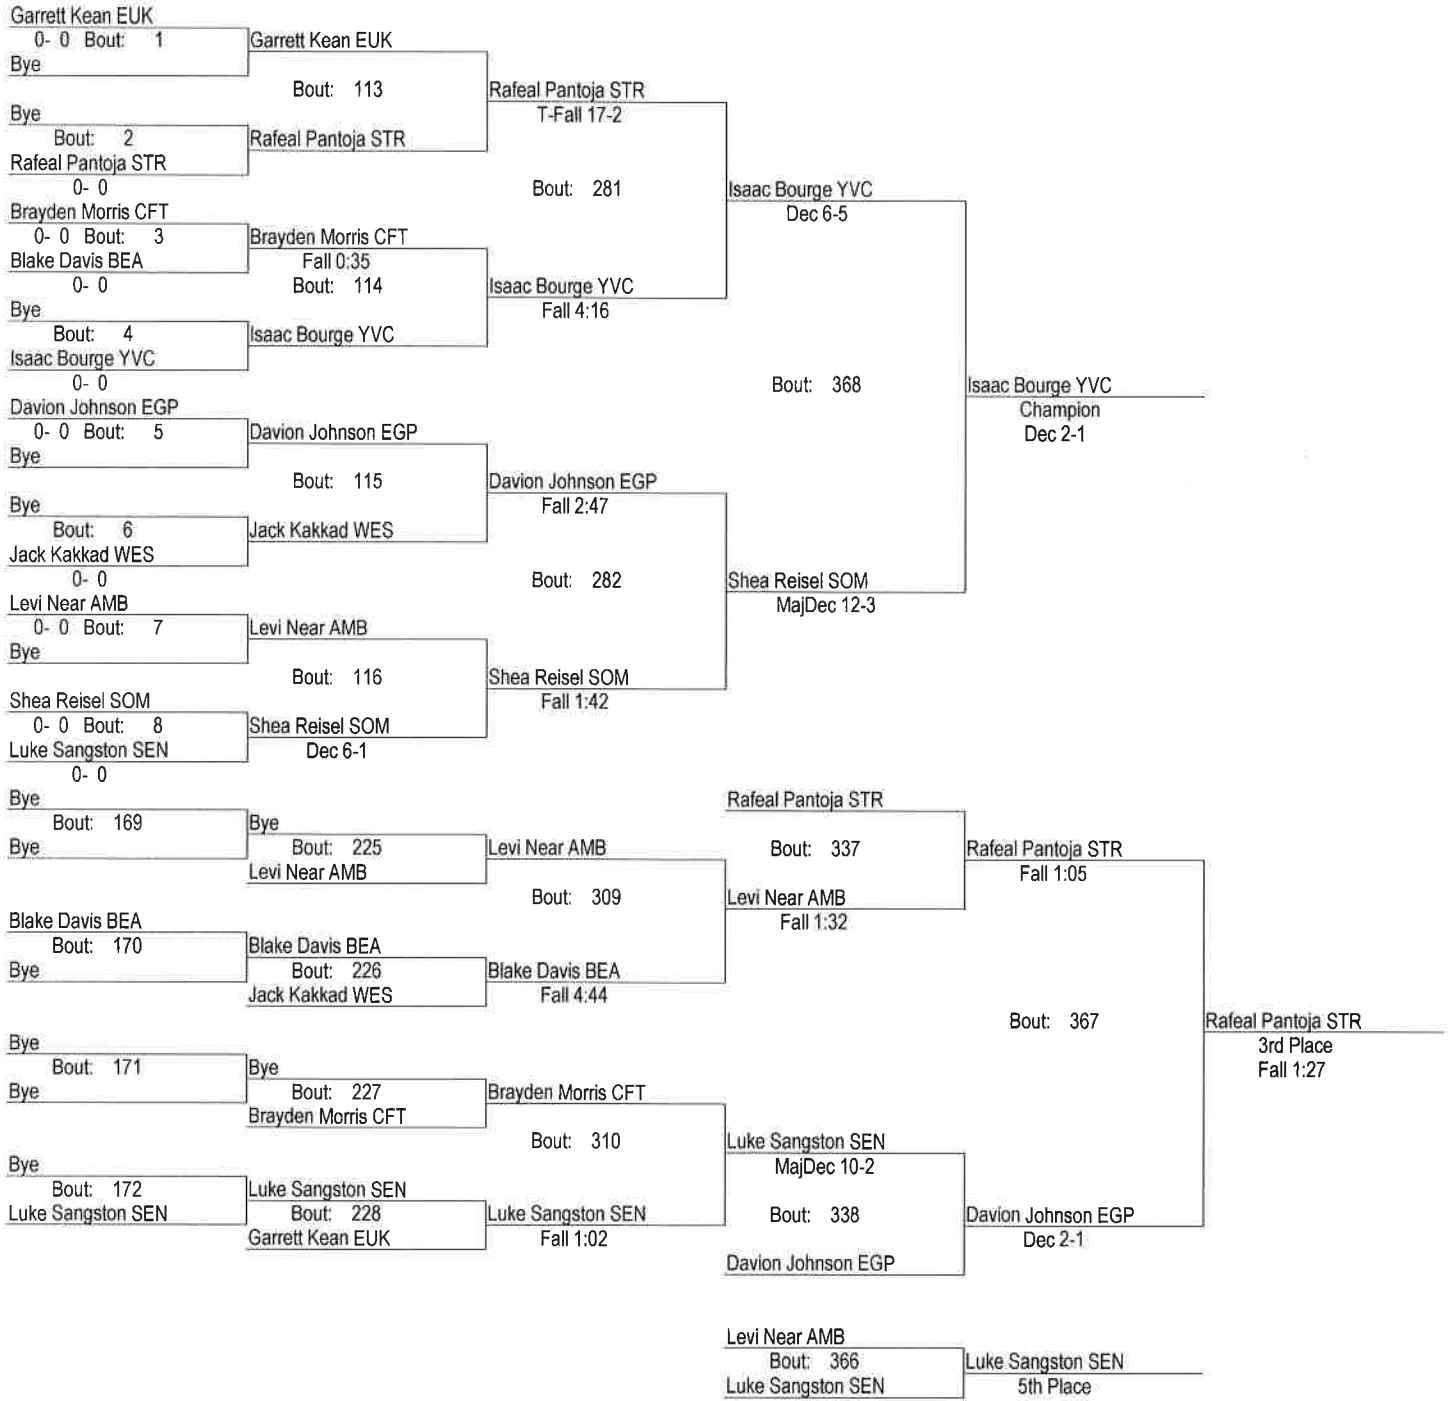 Garrett Kean EUK
0- 0 Bout: 1
Bye
Garrett Kean EUK
Bout: 113
Bye
Bout: 2
Rafeal Pantoja STR
0- 0
Rafeal Pantoja STR
Rafeal Pantoja STR
T-Fall 17-2
Bout: 281
Brayden Morris CFT
0- 0 Bout: 3
Blake Davis BEA
0- 0
Brayden Morris CFT
Fall 0:35
Bout: 114
Bye
Bout: 4
Isaac Bourge YVC
0- 0
Isaac Bourge YVC
Isaac Bourge YVC
Fall 4:16
Isaac Bourge YVC
Dec 6-5
Bout: 368
Isaac Bourge YVC
Champion
Dec 2-1
Davion Johnson EGP
0- 0 Bout: 5
Bye
Davion Johnson EGP
Bout: 115
Bye
Bout: 6
Jack Kakkad WES
0- 0
Jack Kakkad WES
Davion Johnson EGP
Fall 2:47
Bout: 282
Levi Near AMB
0- 0 Bout: 7
Bye
Levi Near AMB
Bout: 116
Shea Reisel SOM
0- 0 Bout: 8
Luke Sangston SEN
0- 0
Shea Reisel SOM
Dec 6-1
Shea Reisel SOM
Fall 1:42
Shea Reisel SOM
MajDec 12-3
Bye
Bout: 169
Bye
Bye
Bout: 225
Levi Near AMB
Levi Near AMB
Bout: 309
Blake Davis BEA
Bout: 170
Bye
Blake Davis BEA
Bout: 226
Jack Kakkad WES
Blake Davis BEA
Fall 4:44
Rafeal Pantoja STR
Bout: 337
Levi Near AMB
Fall 1:32
Rafeal Pantoja STR
Fall 1:05
Bout: 367
Rafeal Pantoja STR
3rd Place
Fall 1:27
Bye
Bout: 171
Bye
Bye
Bout: 227
Brayden Morris CFT
Brayden Morris CFT
Bout: 310
Bye
Bout: 172
Luke Sangston SEN
Luke Sangston SEN
Bout: 228
Garrett Kean EUK
Luke Sangston SEN
Fall 1:02
Luke Sangston SEN
MajDec 10-2
Bout: 338
Davion Johnson EGP
Davion Johnson EGP
Dec 2-1
Levi Near AMB
Bout: 366
Luke Sangston SEN
Luke Sangston SEN
5th Place